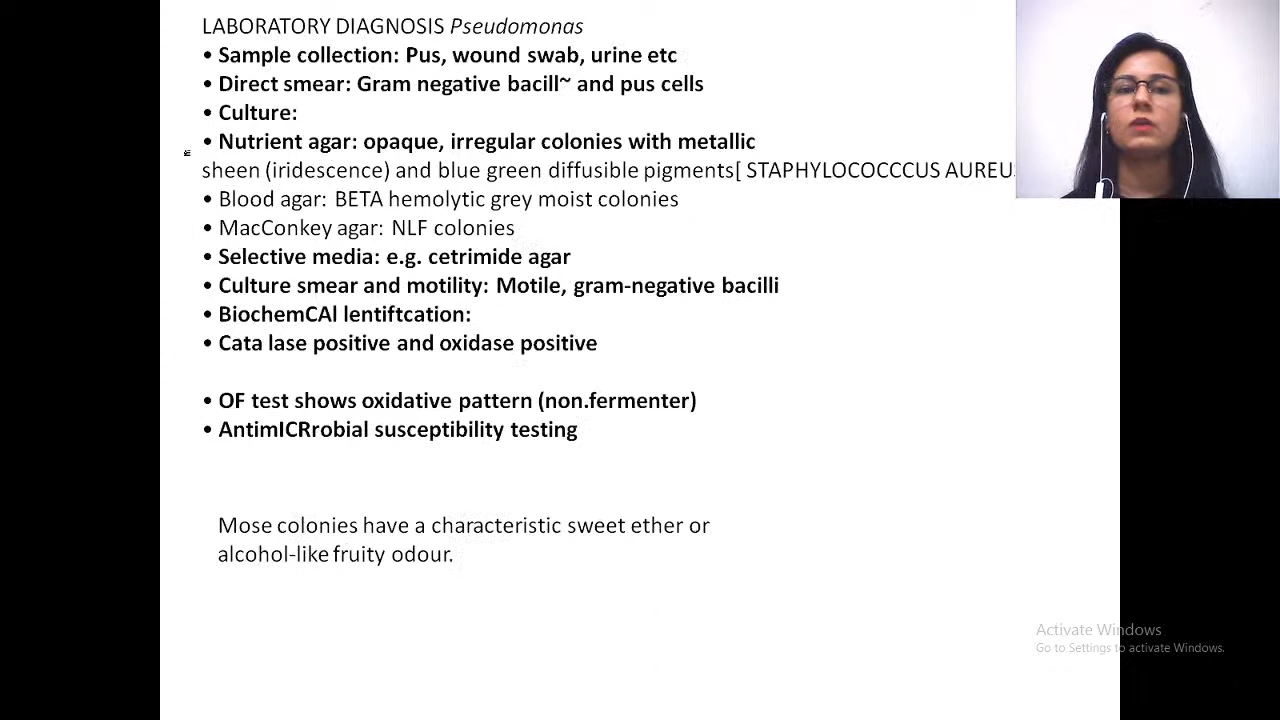 LABORATORY DIAGNOSIS Pseudomonas
• Sample collection: Pus, wound swab, urine etc
• Direct smear: Gram negative bacill~ and pus cells
• Culture:
• Nutrient agar: opaque, irregular colonies with metallic
sheen (iridescence) and blue green diffusible pigments[ STAPHYLOCOCCCUS AUREU
• Blood agar: BETA hemolytic grey moist colonies
• MacConkey agar: NLF colonies
• Selective media: e.g. cetrimide agar
• Culture smear and motility: Motile, gram-negative bacilli
• BiochemCAl lentiftcation:
• Cata lase positive and oxidase positive
• OF test shows oxidative pattern (non.fermenter)
• AntimICRrobial susceptibility testing
Mose colonies have a characteristic sweet ether or
alcohol-like fruity odour.
Activate Windows
Go to Settings to activate Windows.